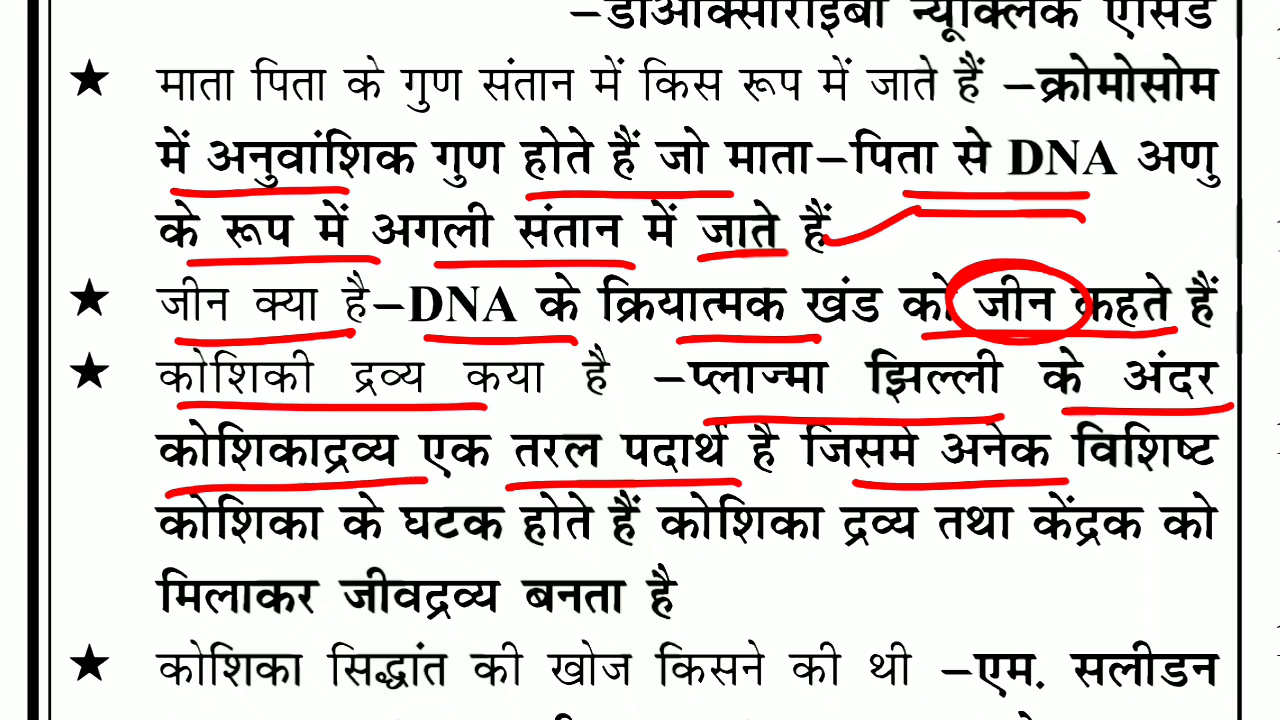 –डीऑक्सीराइबो न्यूक्लिक एसिड
★ माता पिता के गुण संतान में किस रूप में जाते हैं –क्रोमोसोम
में अनुवांशिक गुण होते हैं जो माता–पिता से DNA अणु
के रूप में अगली संतान में जाते हैं
★ जीन क्या है–DNA के क्रियात्मक खंड को जीन कहते हैं
★ कोशिकी द्रव्य कया है –प्लाज्मा झिल्ली के अंदर
कोशिकाद्रव्य एक तरल पदार्थ है जिसमे अनेक विशिष्ट
कोशिका के घटक होते हैं कोशिका द्रव्य तथा केंद्रक को
मिलाकर जीवद्रव्य बनता है
★ कोशिका सिद्धांत की खोज किसने की थी –एम. सलीडन